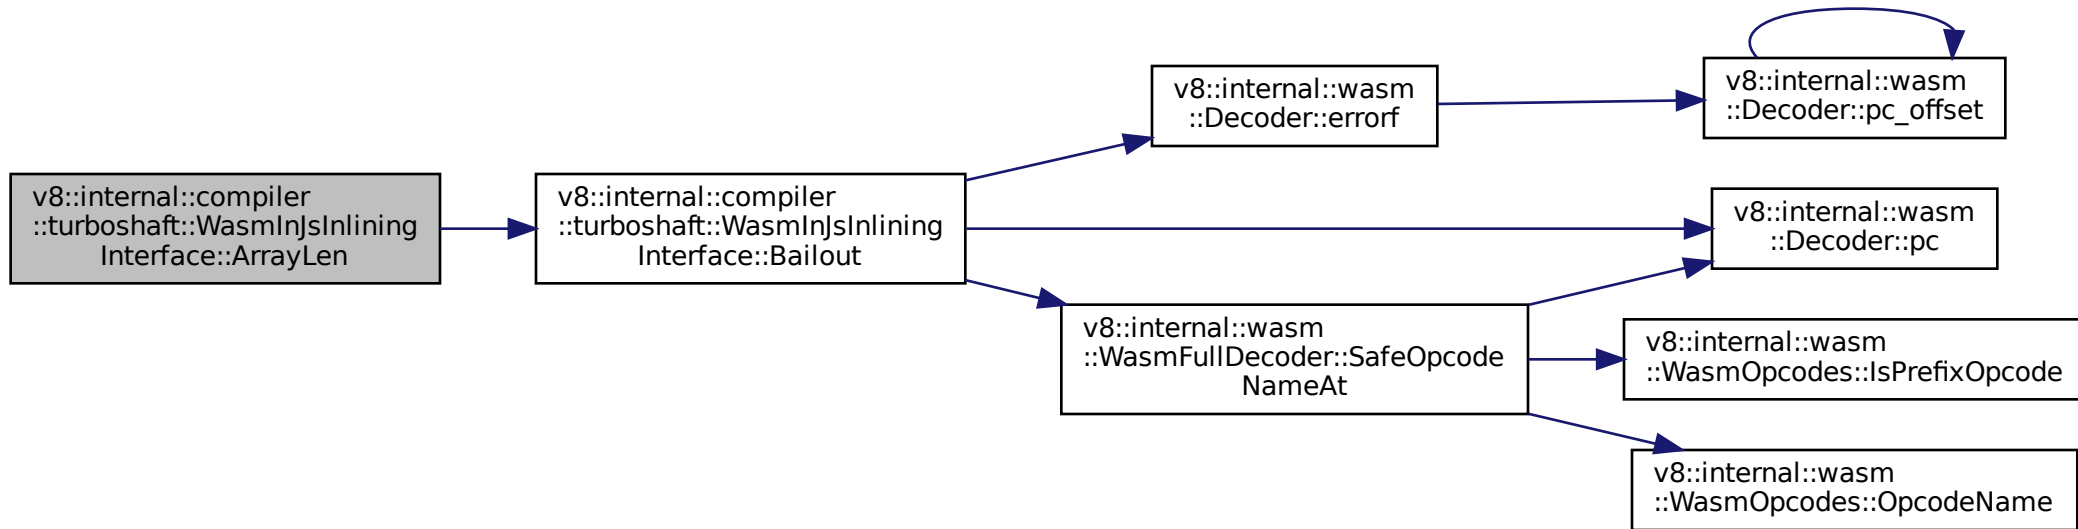 v8::internal::compiler
::turboshaft::WasmInJsInlining
Interface::ArrayLen
v8::internal::compiler
::turboshaft::WasmInJsInlining
Interface::Bailout
v8::internal::wasm
::Decoder::errorf
v8::internal::wasm
::Decoder::pc_offset
v8::internal::wasm
::Decoder::pc
v8::internal::wasm
::WasmFullDecoder::SafeOpcode
NameAt
v8::internal::wasm
::WasmOpcodes::IsPrefixOpcode
v8::internal::wasm
::WasmOpcodes::OpcodeName